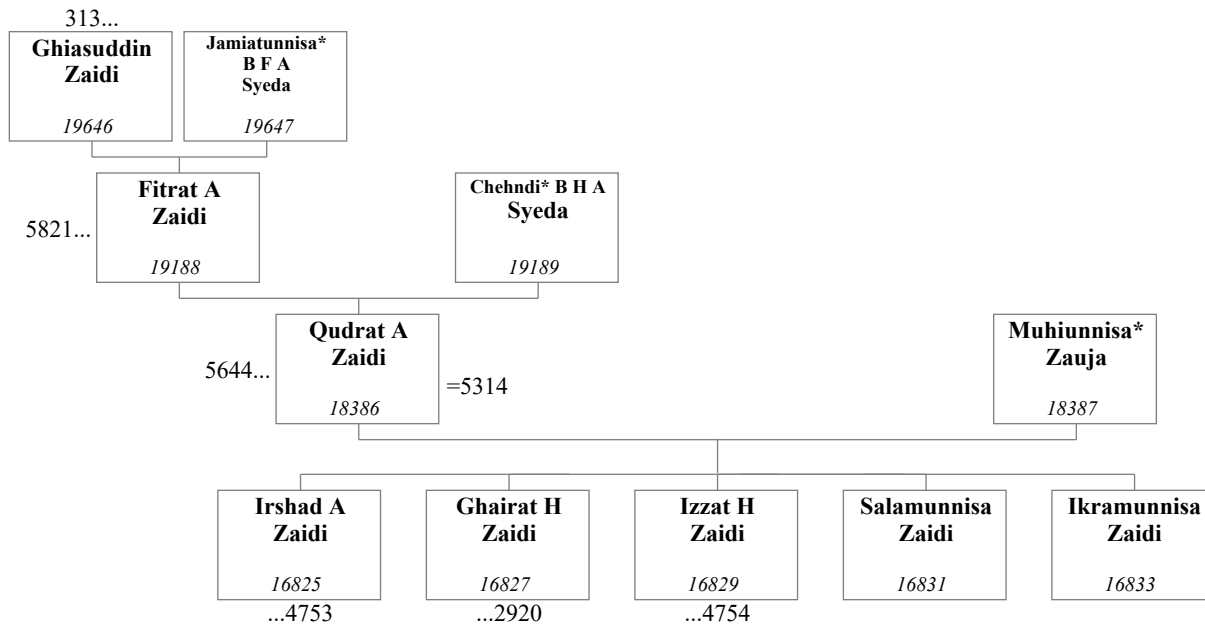 313...
Ghiasuddin
Zaidi
19646
Jamiatunnisa*
B F A
Syeda
19647
5821...
Fitrat A
Zaidi
19188
Chehndi* B H A
Syeda
19189
5644...
Qudrat A
Zaidi
18386
=5314
Muhiunnisa*
Zauja
18387
Irshad A
Zaidi
16825
...4753
Ghairat H
Zaidi
16827
...2920
Izzat H
Zaidi
16829
...4754
Salamunnisa
Zaidi
16831
Ikramunnisa
Zaidi
16833